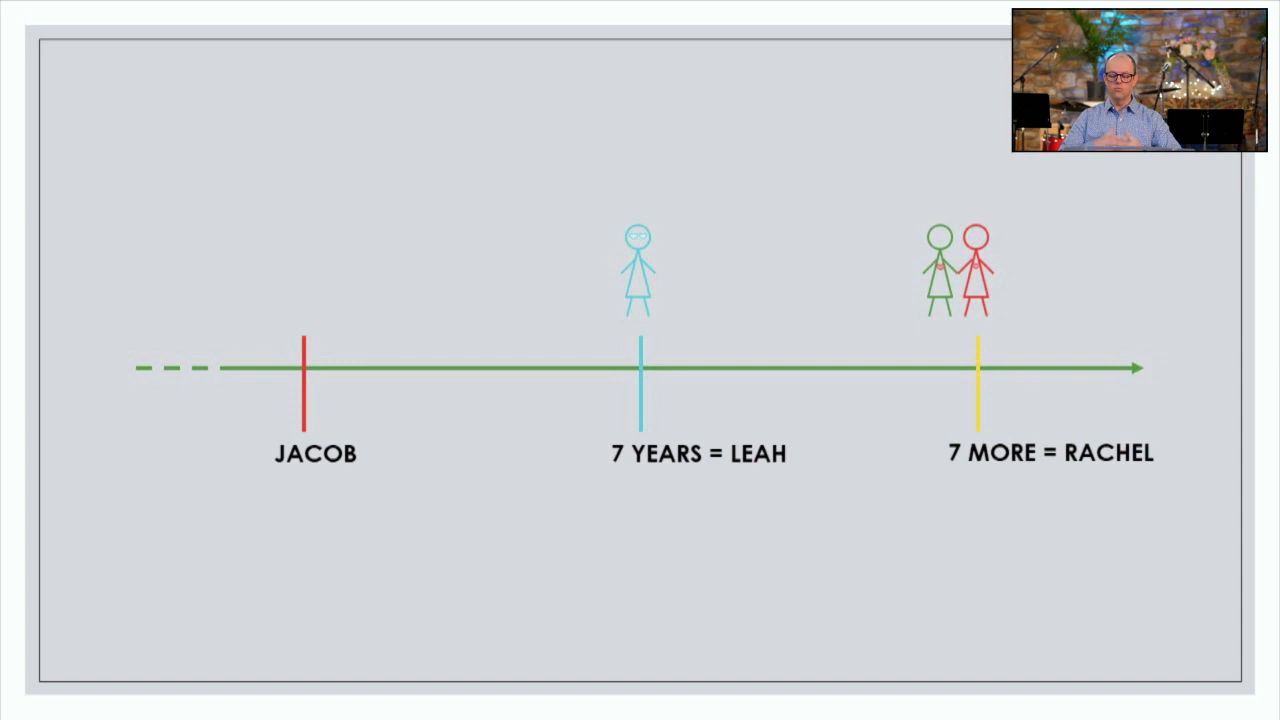 JACOB
7 YEARS = LEAH
7 MORE = RACHEL